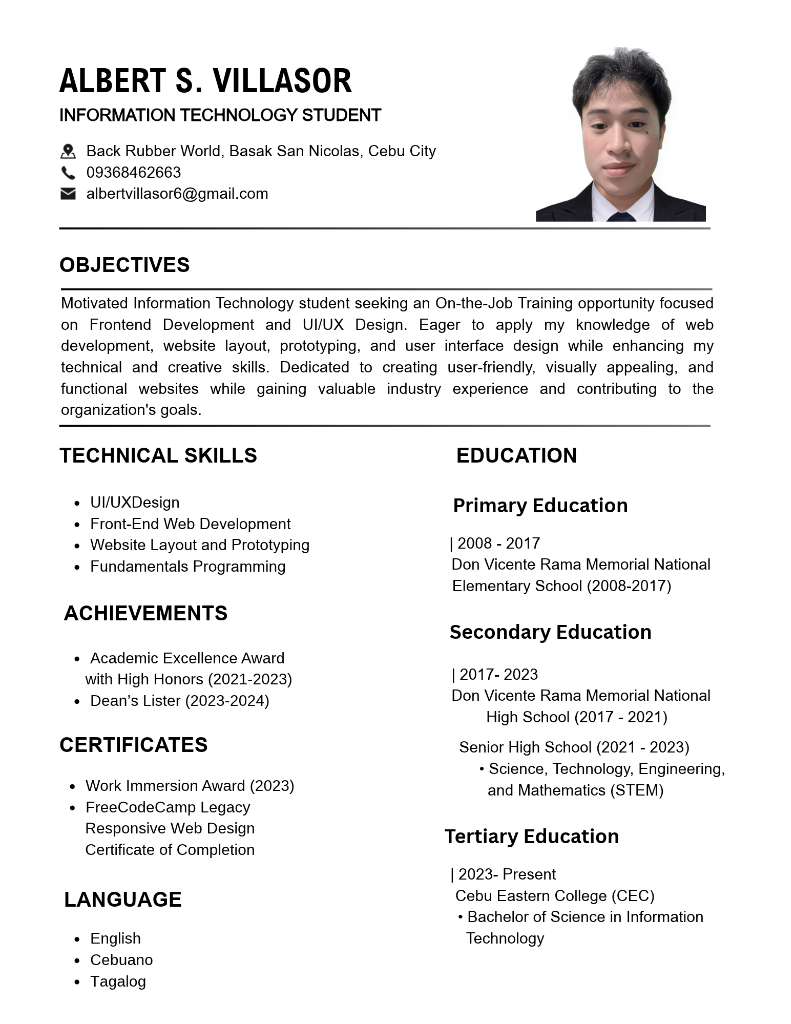 ALBERT S. VILLASOR
INFORMATION TECHNOLOGY STUDENT
Back Rubber World, Basak San Nicolas, Cebu City
09368462663
albertvillasor6@gmail.com
OBJECTIVES
Motivated Information Technology student seeking an On-the-Job Training opportunity focused
on Frontend Development and UI/UX Design. Eager to apply my knowledge of web
development, website layout, prototyping, and user interface design while enhancing my
technical and creative skills. Dedicated to creating user-friendly, visually appealing, and
functional websites while gaining valuable industry experience and contributing to the
organization's goals.
TECHNICAL SKILLS
• UI/UXDesign
• Front-End Web Development
• Website Layout and Prototyping
• Fundamentals Programming
ACHIEVEMENTS
• Academic Excellence Award
with High Honors (2021-2023)
• Dean’s Lister (2023-2024)
CERTIFICATES
• Work Immersion Award (2023)
• FreeCodeCamp Legacy
Responsive Web Design
Certificate of Completion
LANGUAGE
• English
• Cebuano
• Tagalog
EDUCATION
Primary Education
| 2008 - 2017
Don Vicente Rama Memorial National
Elementary School (2008-2017)
Secondary Education
| 2017- 2023
Don Vicente Rama Memorial National
High School (2017 - 2021)
Senior High School (2021 - 2023)
• Science, Technology, Engineering,
and Mathematics (STEM)
Tertiary Education
| 2023- Present
Cebu Eastern College (CEC)
• Bachelor of Science in Information
Technology